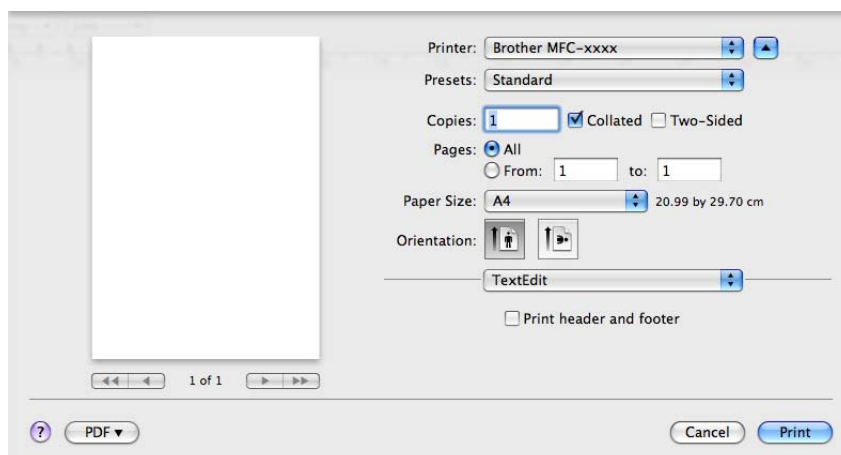 Printer: Brother MFC-xxxx
Presets: Standard
Copies: 1 Collated Two-Sided
Pages: All
From: 1 to: 1
Paper Size: A4 20.99 by 29.70 cm
Orientation:
TextEdit
Print header and footer
1 of 1
? PDF▼ Cancel Print